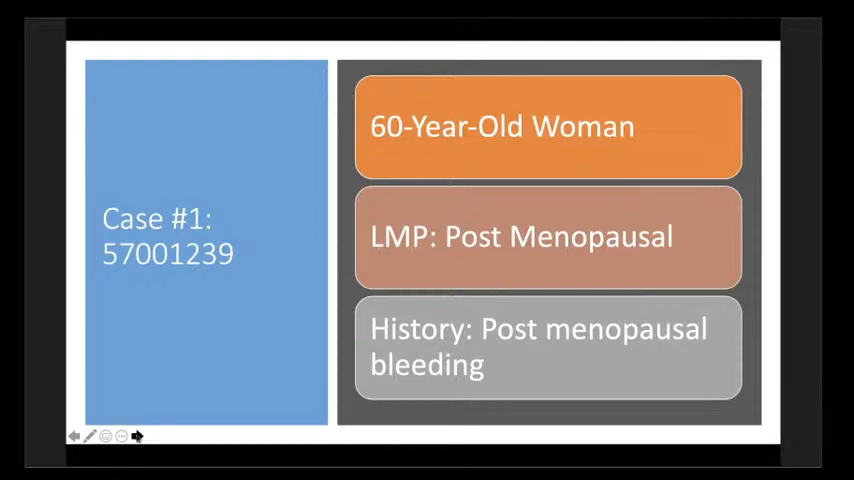 Case #1:
57001239
60-Year-Old Woman
LMP: Post Menopausal
History: Post menopausal
bleeding